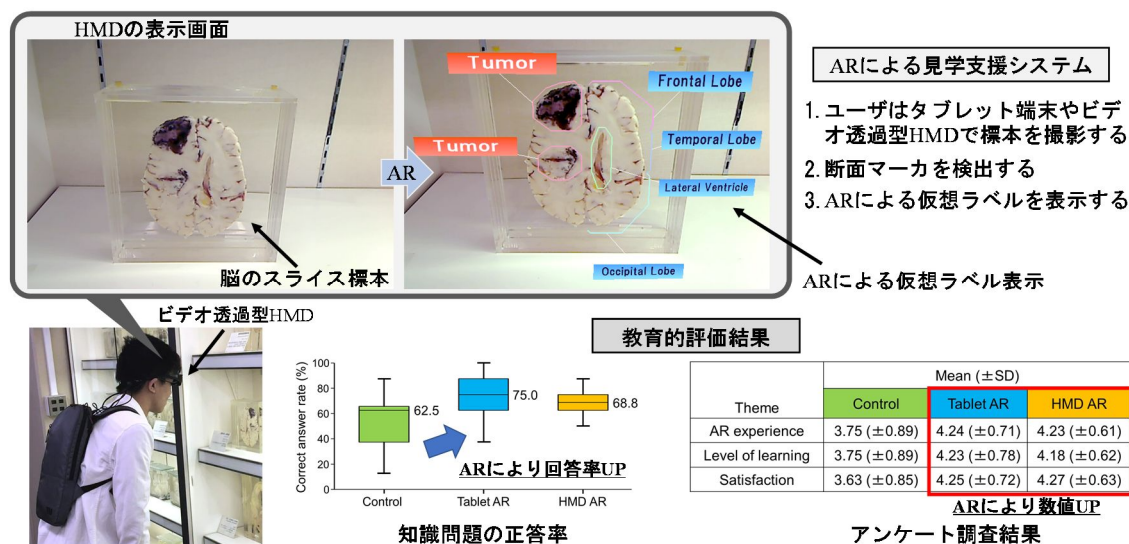 HMDの表示画面
Tumor
Tumor
Frontal Lobe
Temporal Lobe
Lateral Ventricle
Occipital Lobe
AR
脳のスライス標本
ARによる見学支援システム
1. ユーザはタブレット端末やビデ
オ透過型HMDで標本を撮影する
2. 断面マーカを検出する
3. ARによる仮想ラベルを表示する
ARによる仮想ラベル表示
ビデオ透過型HMD
教育的評価結果
Correct answer rate (%)
100
80
60
40
20
0
62.5
75.0
68.8
ARにより回答率UP
Control Tablet AR HMD AR
知識問題の正答率
Mean (±SD)
Theme Control Tablet AR HMD AR
AR experience 3.75 (±0.89) 4.24 (±0.71) 4.23 (±0.61)
Level of learning 3.75 (±0.89) 4.23 (±0.78) 4.18 (±0.62)
Satisfaction 3.63 (±0.85) 4.25 (±0.72) 4.27 (±0.63)
ARにより数値UP
アンケート調査結果